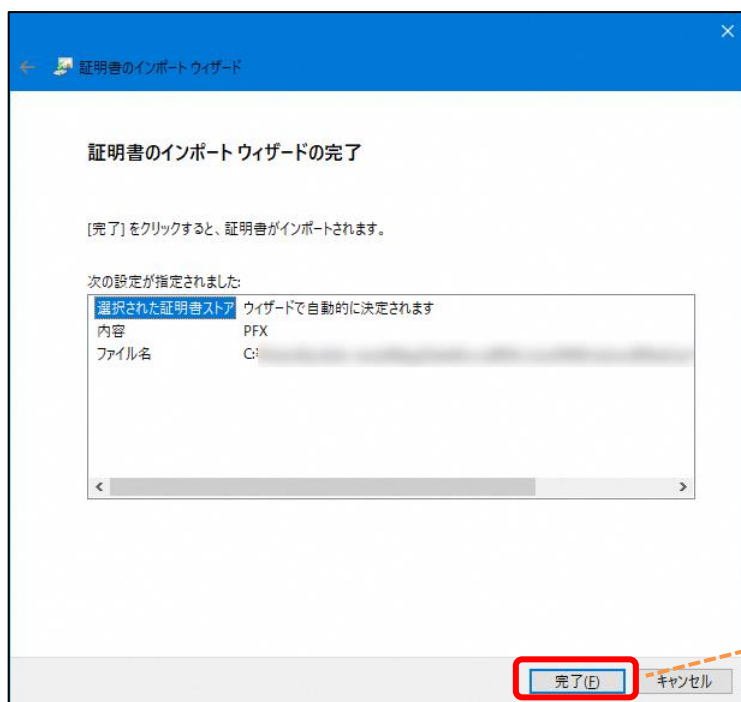 証明書のインポート ウィザード
証明書のインポート ウィザードの完了
[完了] をクリックすると、証明書がインポートされます。
次の設定が指定されました:
選択された証明書ストア ウィザードで自動的に決定されます
内容 PFX
ファイル名 C:
完了(F) キャンセル